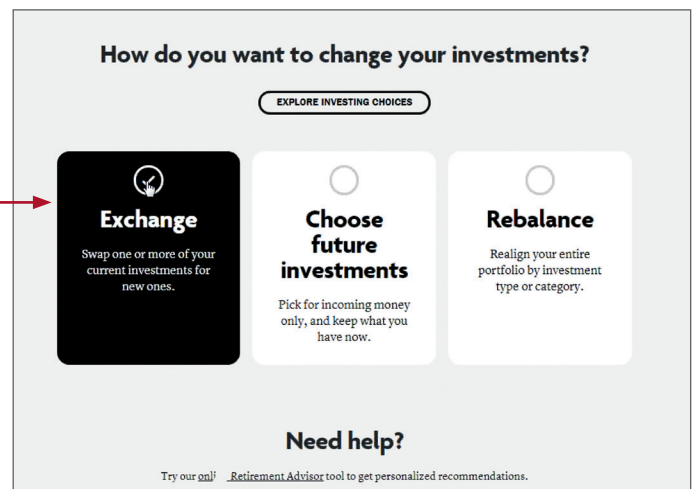 How do you want to change your investments?
EXPLORE INVESTING CHOICES
Exchange
Swap one or more of your
current investments for
new ones.
Choose
future
investments
Pick for incoming money
only, and keep what you
have now.
Rebalance
Realign your entire
portfolio by investment
type or category.
Need help?
Try our Retirement Advisor tool to get personalized recommendations.